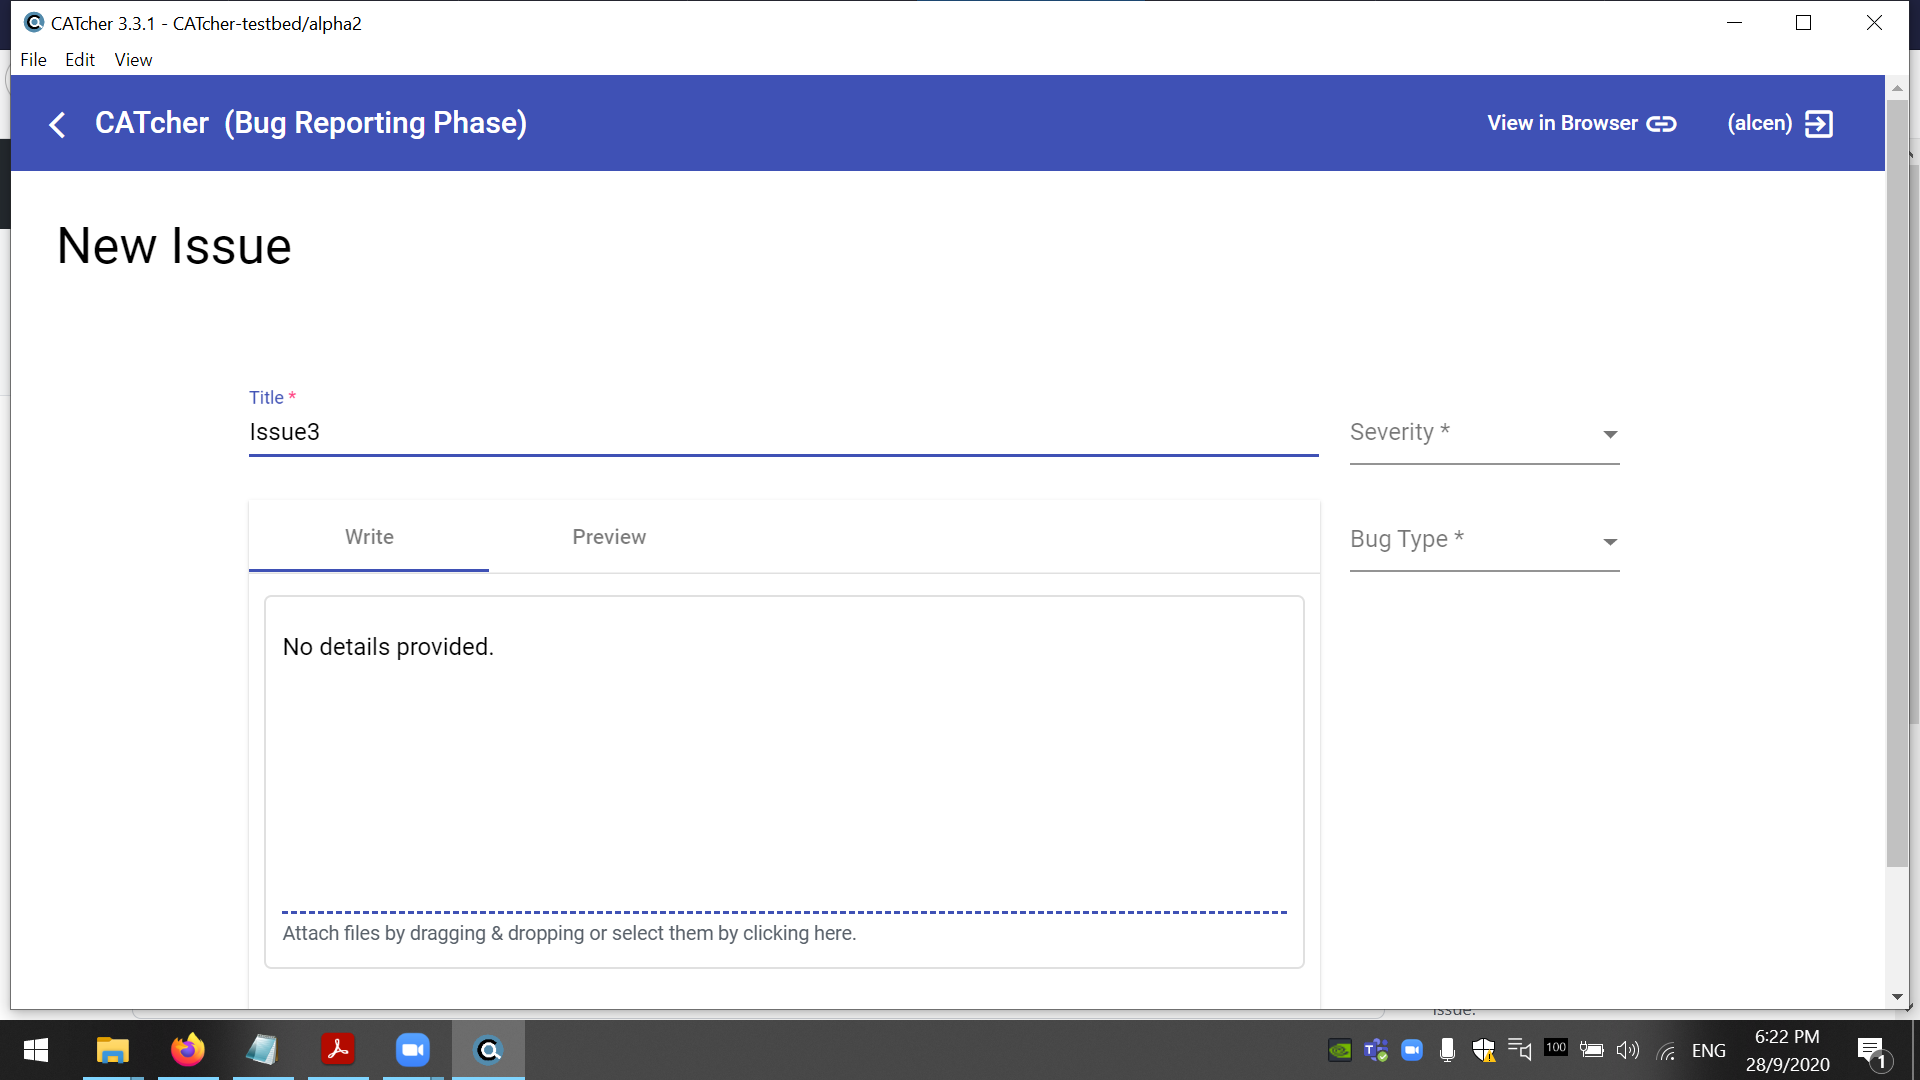 CATcher 3.3.1 - CATcher-testbed/alpha2
File Edit View
CATcher (Bug Reporting Phase)
View in Browser
(alcen)
New Issue
Title *
Issue3
Severity *
Write
Preview
Bug Type *
No details provided.
Attach files by dragging & dropping or select them by clicking here.
issue.
100
ENG
6:22 PM
28/9/2020
1